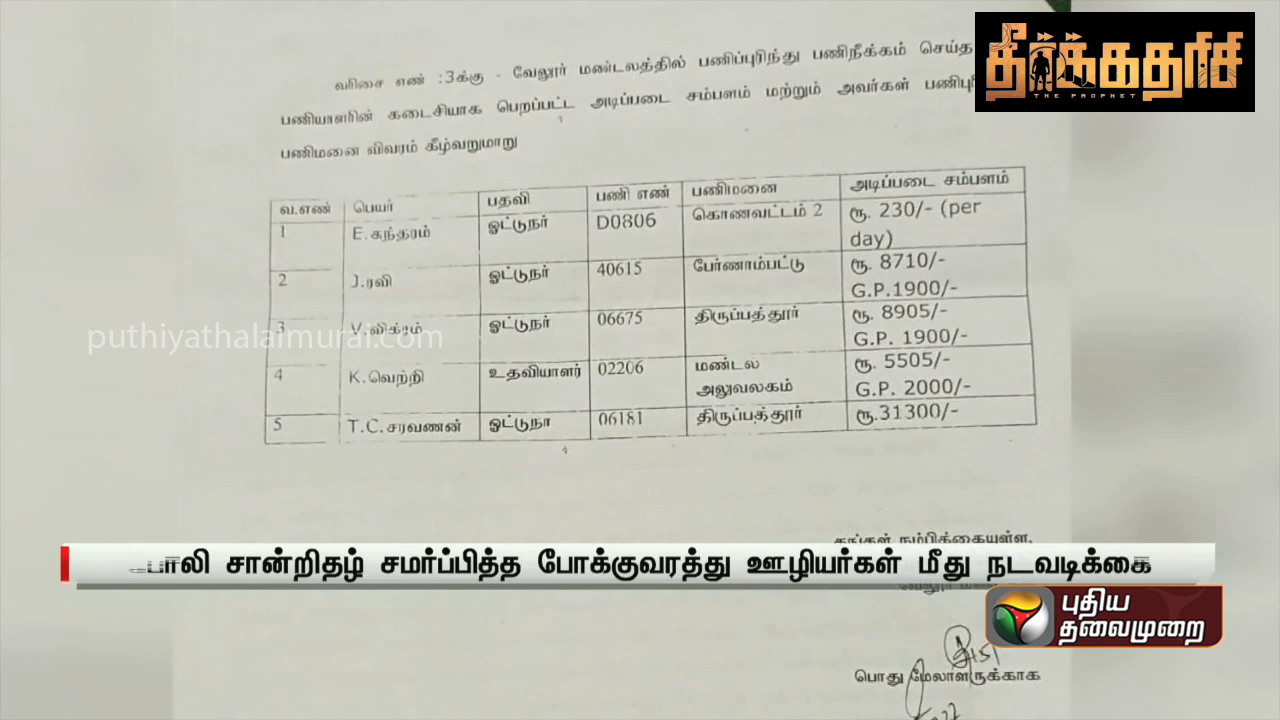 தீர்க்கதரிசி
THE PROPHET
வரிசை எண் :3க்கு - வேலூர் மண்டலத்தில் பணிப்புரிந்து பணிநீக்கம் செய்த
பணியாளரின் கடைசியாக பெறப்பட்ட அடிப்படை சம்பளம் மற்றும் அவர்கள்
பணிமனை விவரம் கீழ்வறுமாறு
வ.எண் பெயர் பதவி பணி எண் பணிமனை அடிப்படை சம்பளம்
1 E.சுந்தரம் ஓட்டுநர் D0806 கொணவட்டம் 2 ரூ. 230/- (per
day)
2 J.ரவி ஓட்டுநர் 40615 பேர்ணாம்பட்டு ரூ. 8710/-
G.P.1900/-
3 V.விக்ரம் ஓட்டுநர் 06675 திருப்பத்தூர் ரூ. 8905/-
G.P. 1900/-
puthiyathalaimurai.com
4 K.வெற்றி உதவியாளர் 02206 மண்டல ரூ. 5505/-
அலுவலகம் G.P. 2000/-
5 T.C.சரவணன் ஓட்டுநா 06181 திருப்பத்தூர் ரூ.31300/-
தங்கள் நம்பிக்கையுள்ள,
போலி சான்றிதழ் சமர்ப்பித்த போக்குவரத்து ஊழியர்கள் மீது நடவடிக்கை
புதிய
தலைமுறை
பொது மேலாளருக்காக